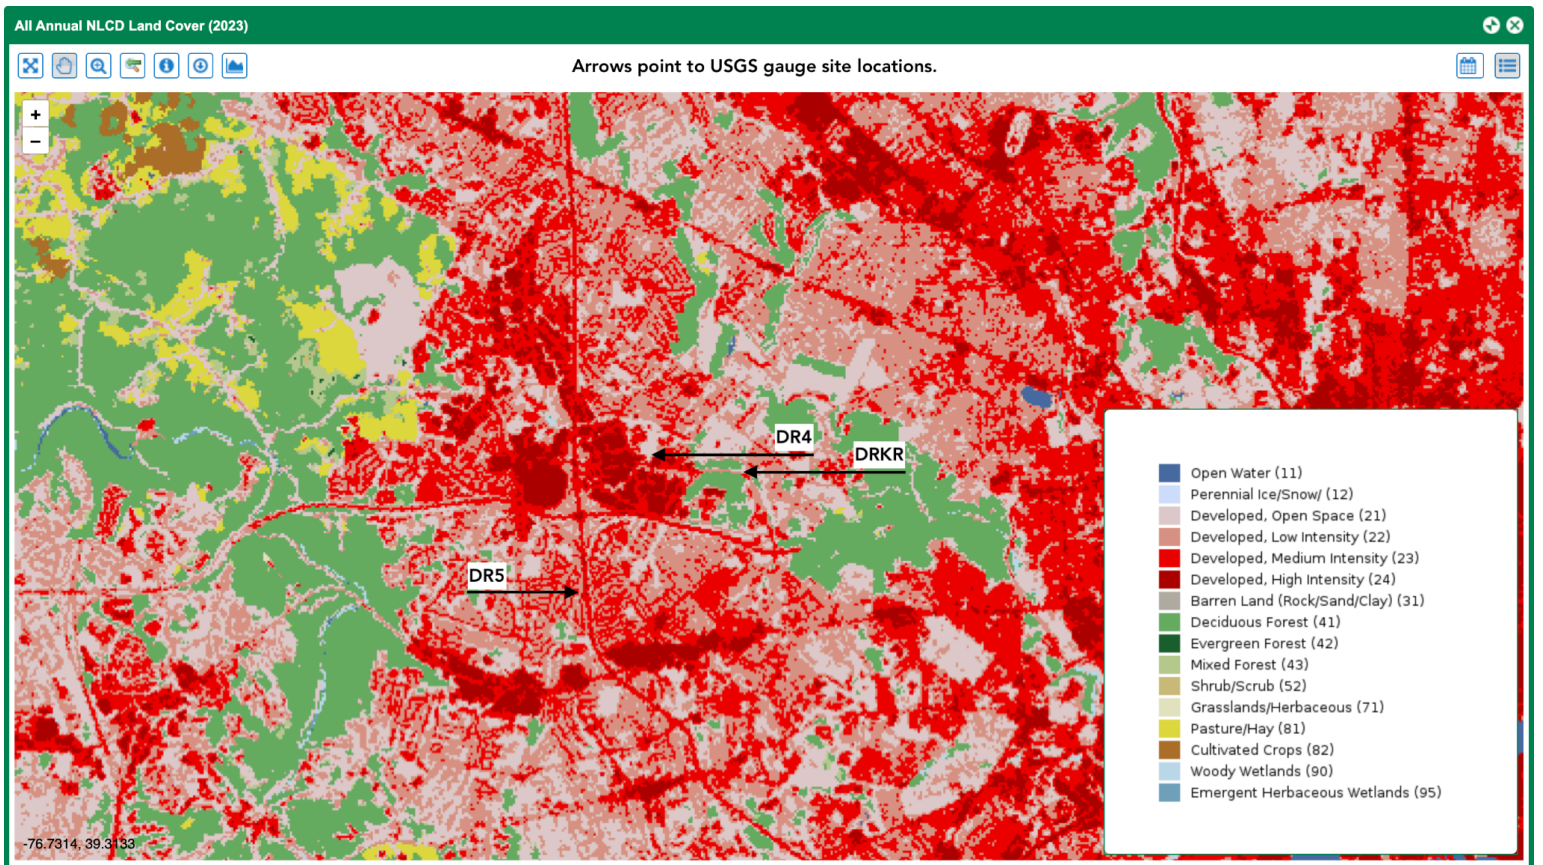 All Annual NLCD Land Cover (2023)
Arrows point to USGS gauge site locations.
+
−
DR4
DRKR
DR5
Open Water (11)
Perennial Ice/Snow/ (12)
Developed, Open Space (21)
Developed, Low Intensity (22)
Developed, Medium Intensity (23)
Developed, High Intensity (24)
Barren Land (Rock/Sand/Clay) (31)
Deciduous Forest (41)
Evergreen Forest (42)
Mixed Forest (43)
Shrub/Scrub (52)
Grasslands/Herbaceous (71)
Pasture/Hay (81)
Cultivated Crops (82)
Woody Wetlands (90)
Emergent Herbaceous Wetlands (95)
-76.7314, 39.3133